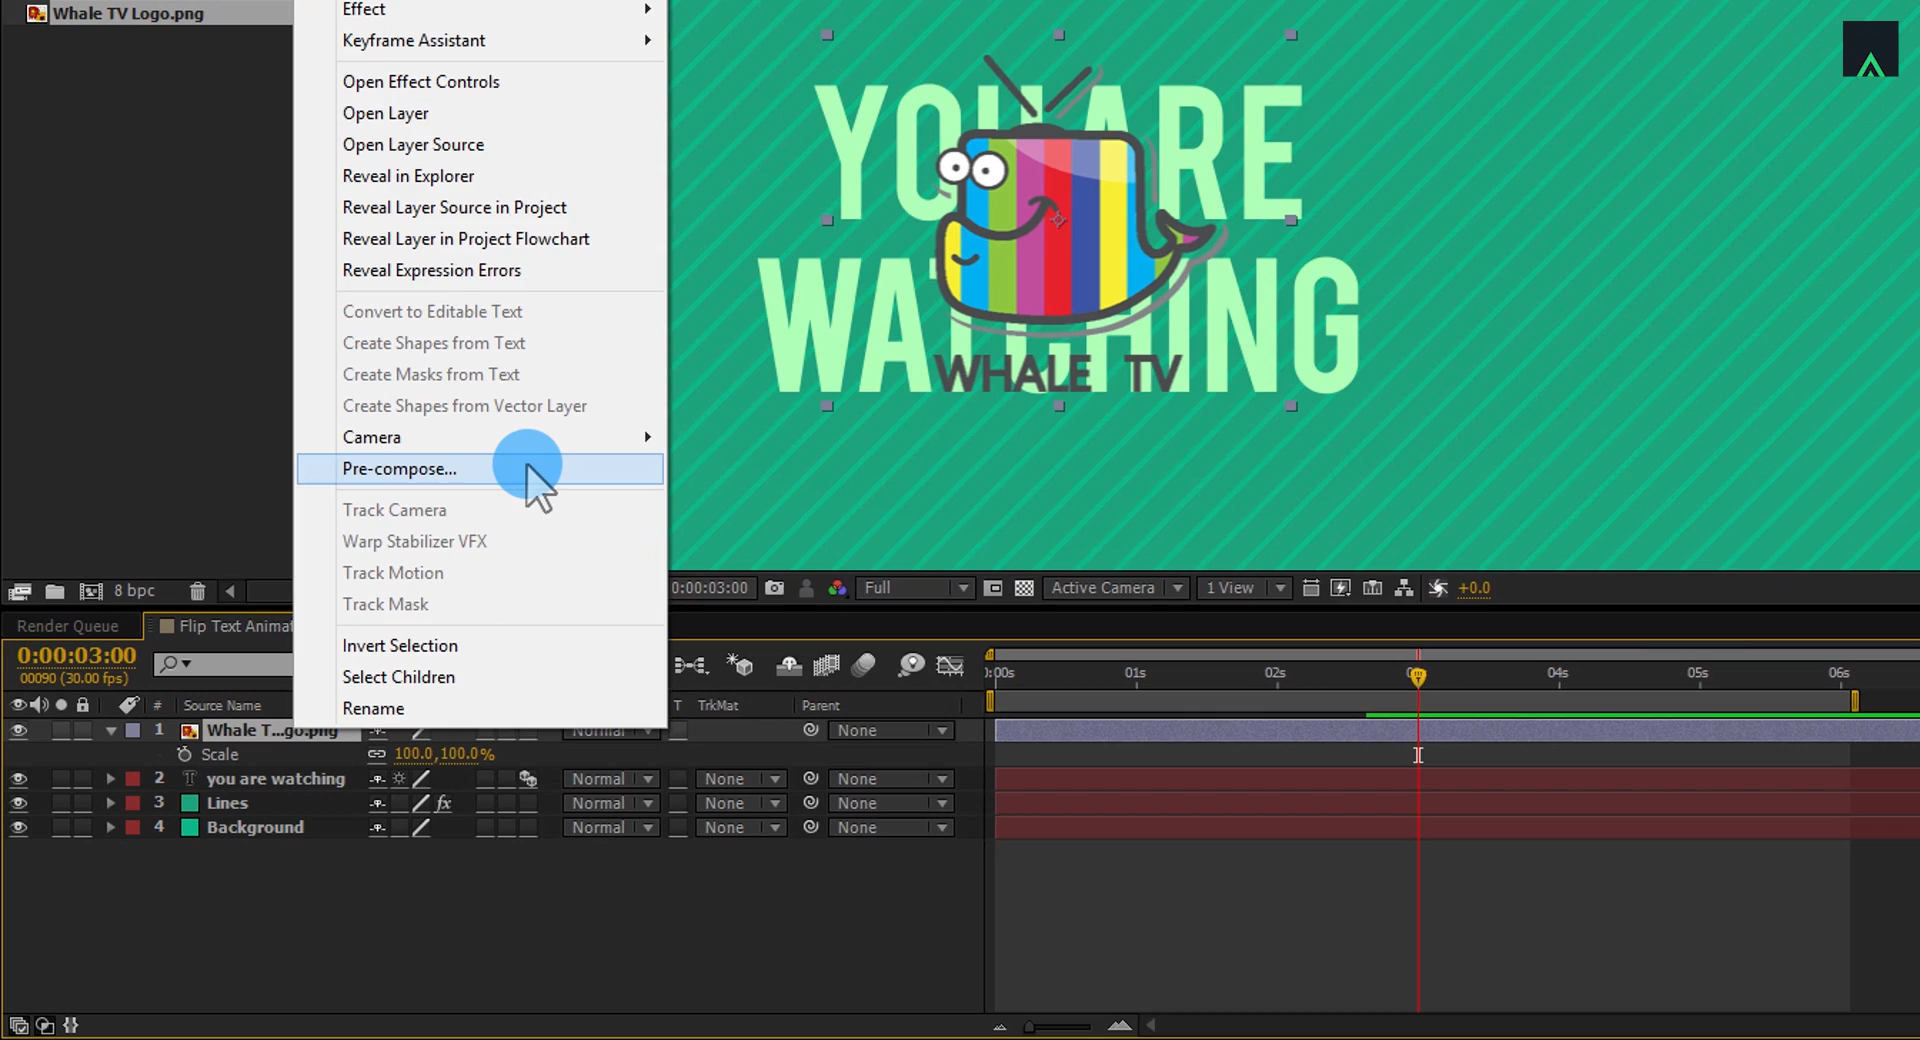 Whale TV Logo.png
Effect
Keyframe Assistant
Open Effect Controls
Open Layer
Open Layer Source
Reveal in Explorer
Reveal Layer Source in Project
Reveal Layer in Project Flowchart
Reveal Expression Errors
Convert to Editable Text
Create Shapes from Text
Create Masks from Text
Create Shapes from Vector Layer
Camera
Pre-compose...
Track Camera
Warp Stabilizer VFX
Track Motion
Track Mask
Invert Selection
Select Children
Rename
YOU ARE
WATCHING
WHALE TV
8 bpc
0:00:03:00 Full Active Camera 1 View +0.0
Render Queue Flip Text Animat
0:00:03:00
00090 (30.00 fps)
# Source Name T TrkMat Parent
):00s 01s 02s 04s 05s 06s
1 Whale T...go.png Normal None
Scale 100.0,100.0%
2 T you are watching Normal None None
3 Lines fx Normal None None
4 Background Normal None None